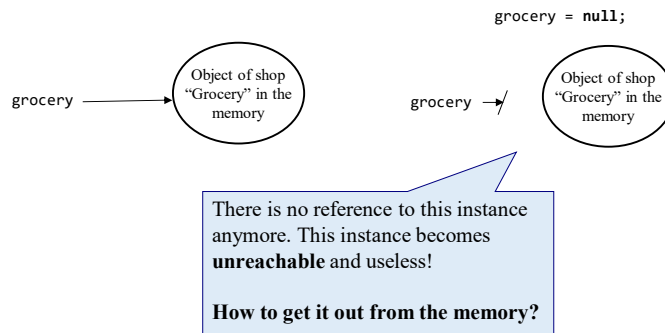 grocery = null;
Object of shop
“Grocery” in the
memory
grocery
Object of shop
“Grocery” in the
memory
grocery
There is no reference to this instance
anymore. This instance becomes
unreachable and useless!
How to get it out from the memory?